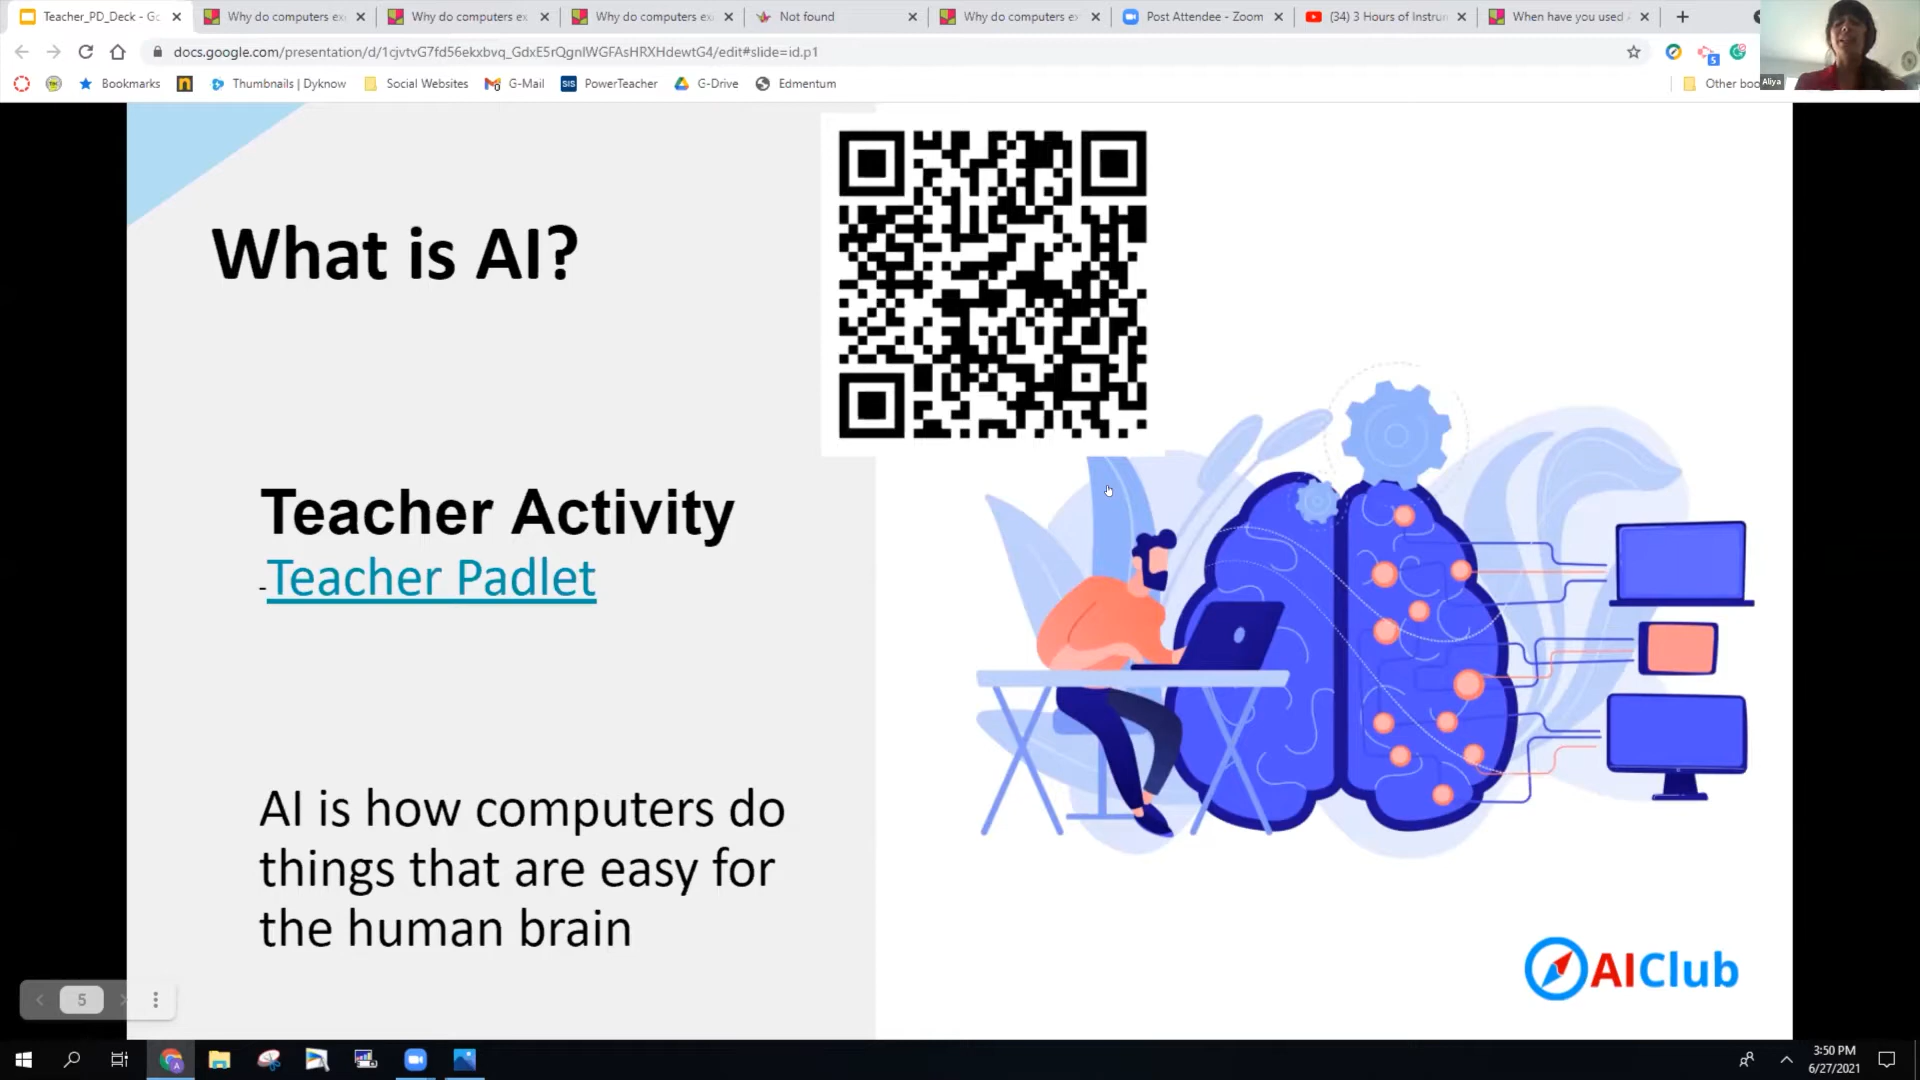 Teacher_PD_Deck - Go
Why do computers ex
Why do computers ex
Why do computers ex
Not found
Why do computers ex
Post Attendee - Zoom
(34) 3 Hours of Instrum
When have you used
docs.google.com/presentation/d/1cjvtvG7fd56ekxbvq_GdxE5rQgnlWGFAsHRXHdewtG4/edit#slide=id.p1
5
Aliya
Bookmarks
Thumbnails | Dyknow
Social Websites
G-Mail
SIS
PowerTeacher
G-Drive
Edmentum
Other boo
What is AI?
Teacher Activity
-Teacher Padlet
AI is how computers do
things that are easy for
the human brain
AIClub
5
3:50 PM
6/27/2021